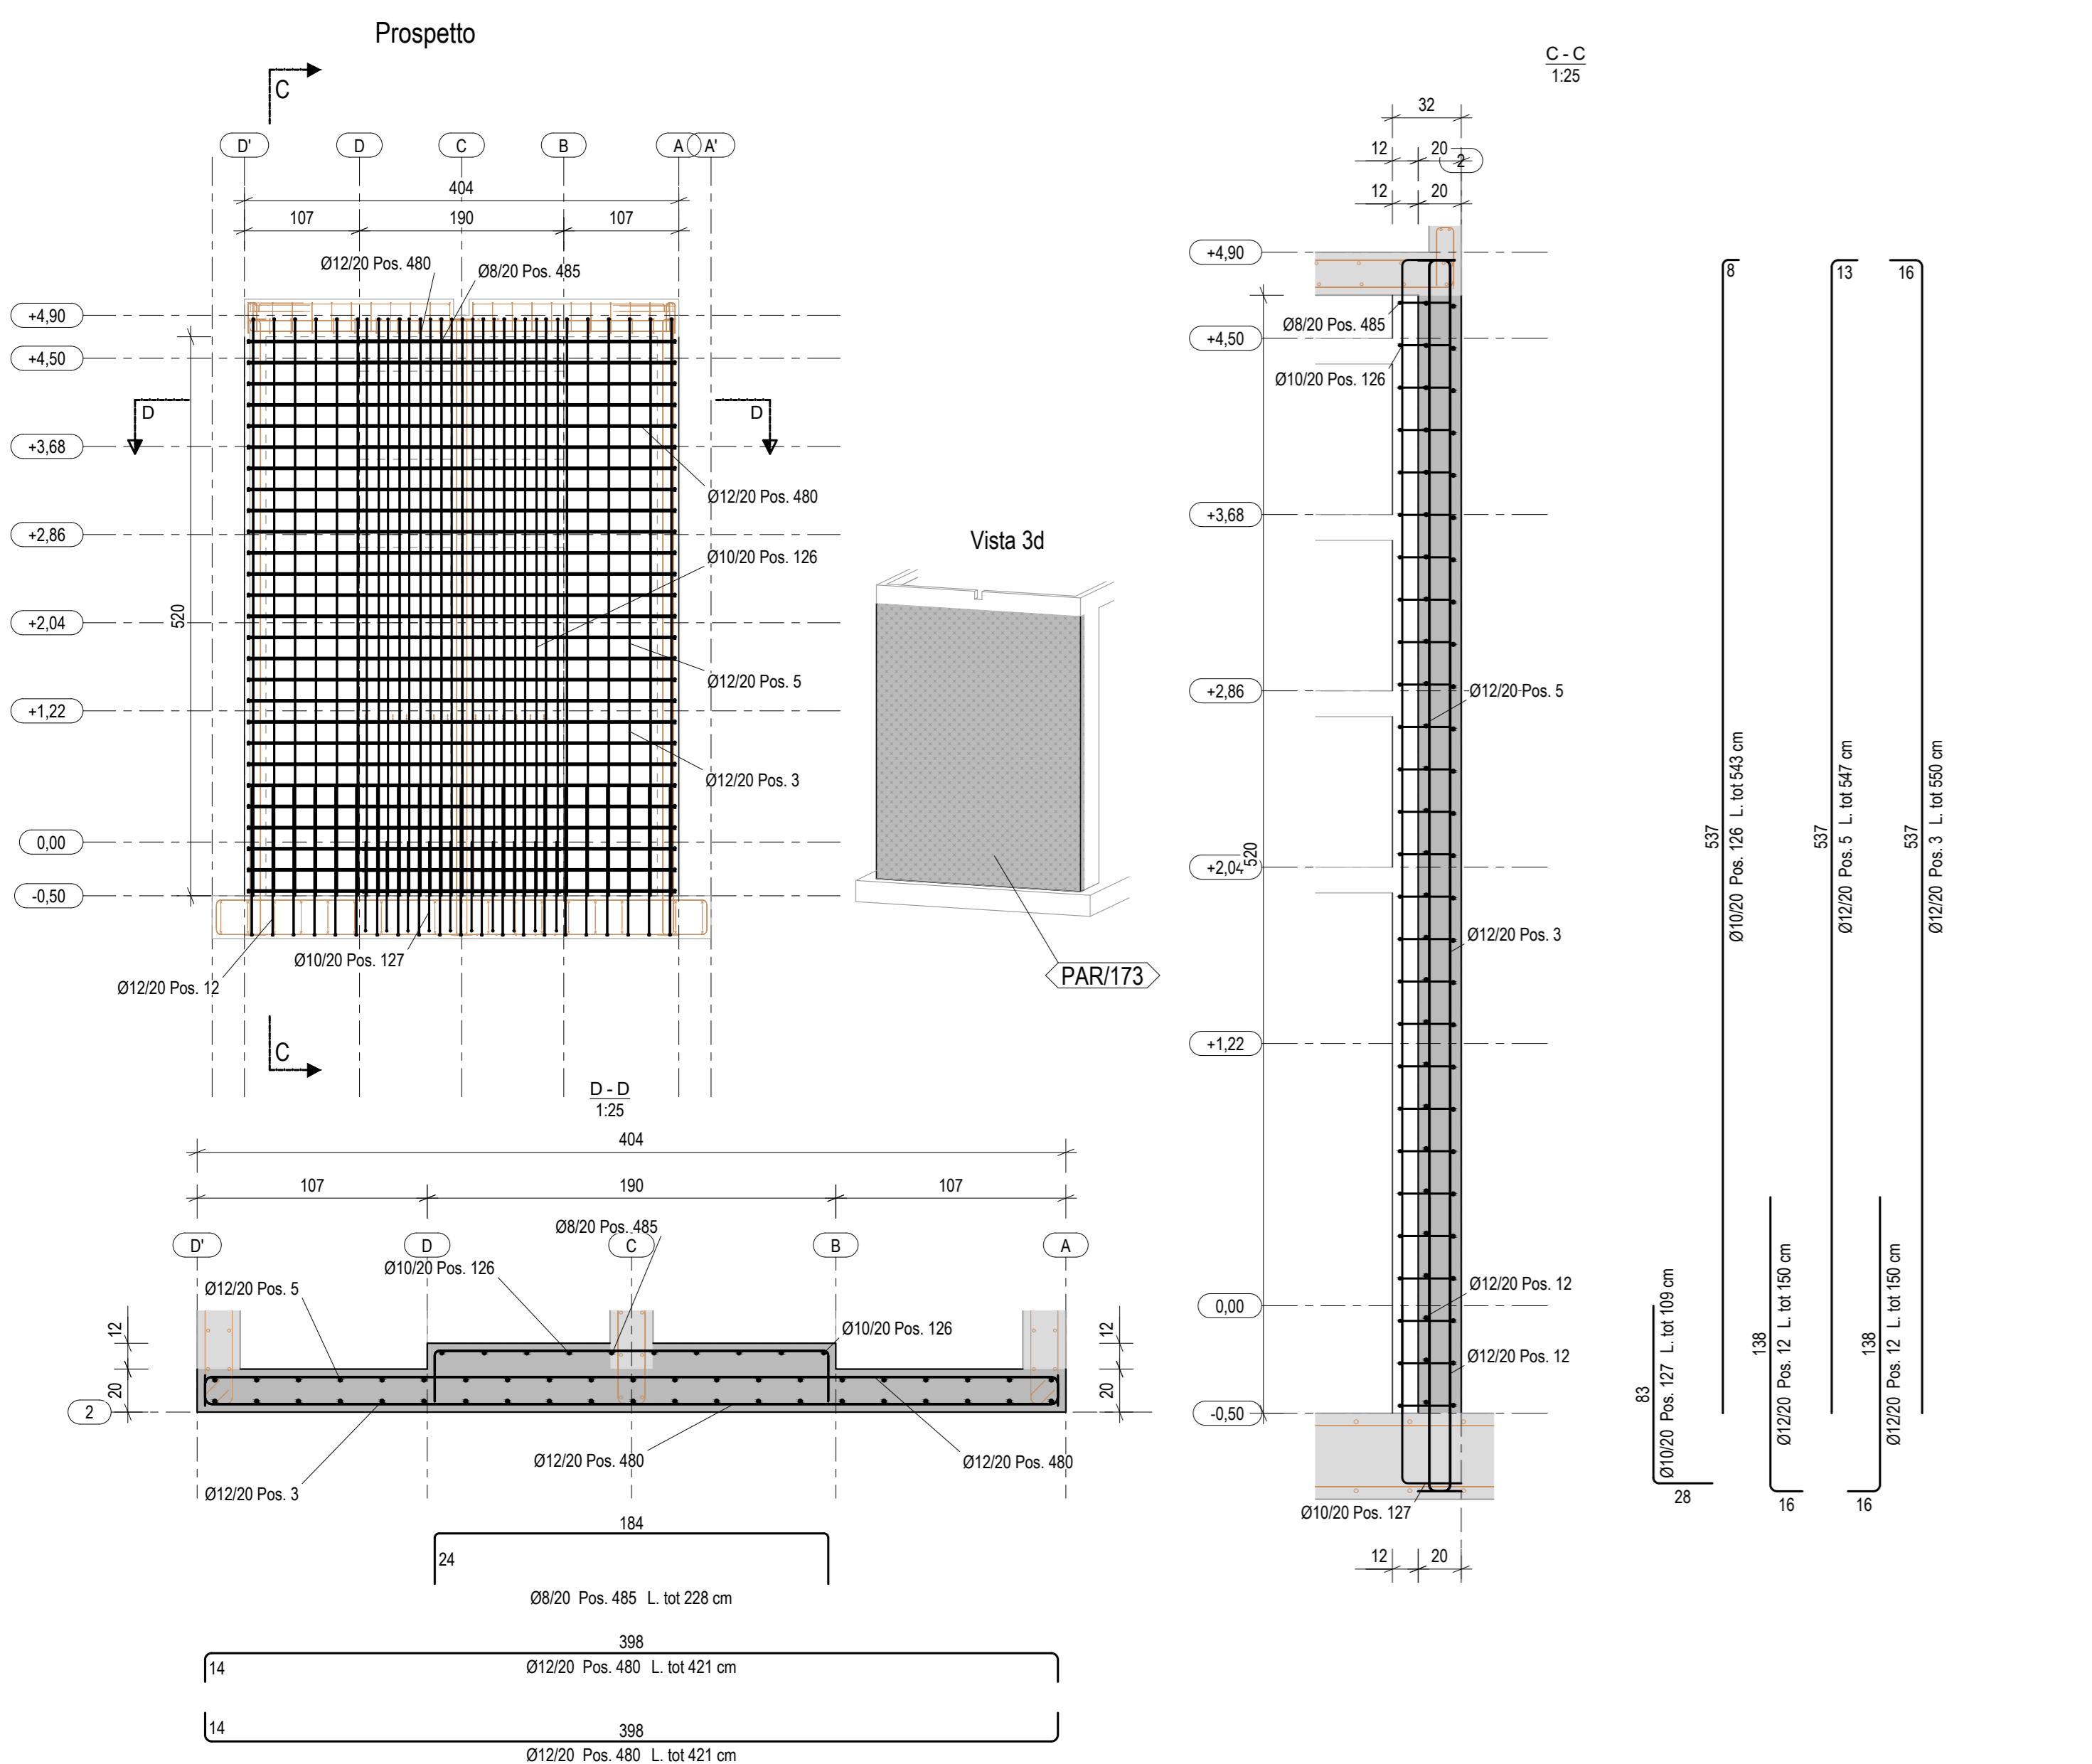 Prospetto
C
D'
D
C
B
A
A'
404
107
190
107
Ø12/20 Pos. 480
Ø8/20 Pos. 485
+4,90
+4,50
D
D
+3,68
Ø12/20 Pos. 480
+2,86
Ø10/20 Pos. 126
520
+2,04
Ø12/20 Pos. 5
+1,22
Ø12/20 Pos. 3
0,00
-0,50
Ø10/20 Pos. 127
Ø12/20 Pos. 12
C
Vista 3d
PAR/173
D - D
1:25
404
107
190
107
Ø8/20 Pos. 485
D'
D
C
B
A
Ø10/20 Pos. 126
Ø12/20 Pos. 5
Ø10/20 Pos. 126
12
20
12
20
2
Ø12/20 Pos. 480
Ø12/20 Pos. 480
Ø12/20 Pos. 3
184
24
Ø8/20 Pos. 485 L. tot 228 cm
398
14
Ø12/20 Pos. 480 L. tot 421 cm
14
398
Ø12/20 Pos. 480 L. tot 421 cm
C - C
1:25
32
12
20
2
12
20
+4,90
Ø8/20 Pos. 485
+4,50
Ø10/20 Pos. 126
+3,68
+2,86
Ø12/20 Pos. 5
520
+2,04
Ø12/20 Pos. 3
+1,22
Ø12/20 Pos. 12
0,00
Ø12/20 Pos. 12
-0,50
Ø10/20 Pos. 127
12
20
8
537
Ø10/20 Pos. 126 L. tot 543 cm
13
537
Ø12/20 Pos. 5 L. tot 547 cm
16
537
Ø12/20 Pos. 3 L. tot 550 cm
83
Ø10/20 Pos. 127 L. tot 109 cm
28
138
Ø12/20 Pos. 12 L. tot 150 cm
16
138
Ø12/20 Pos. 12 L. tot 150 cm
16